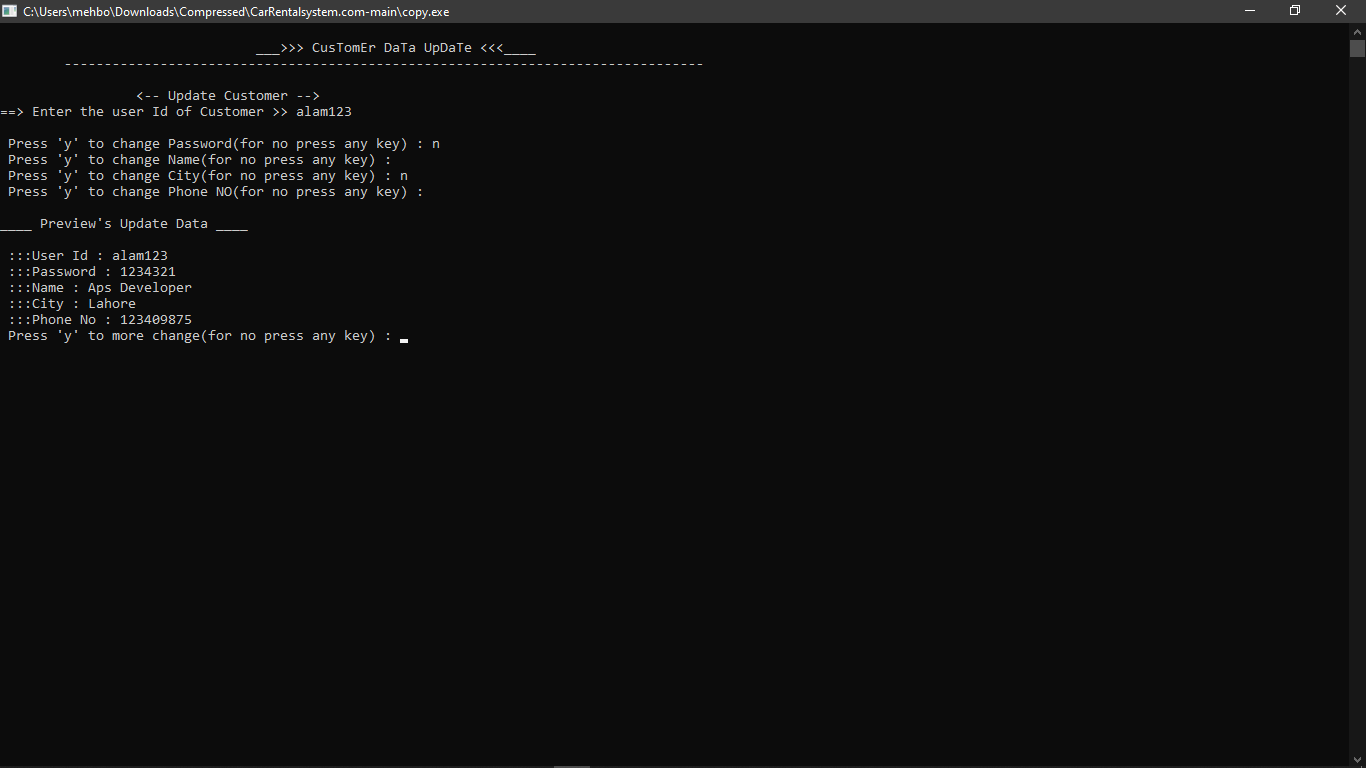 C:\Users\mehbo\Downloads\Compressed\CarRentalsystem.com-main\copy.exe
___>>> CusTomEr DaTa UpDaTe <<<____
--------------------------------------------------------------------------------
<-- Update Customer -->
==> Enter the user Id of Customer >> alam123
Press 'y' to change Password(for no press any key) : n
Press 'y' to change Name(for no press any key) :
Press 'y' to change City(for no press any key) : n
Press 'y' to change Phone NO(for no press any key) :
____ Preview's Update Data ____
:::User Id : alam123
:::Password : 1234321
:::Name : Aps Developer
:::City : Lahore
:::Phone No : 123409875
Press 'y' to more change(for no press any key) :